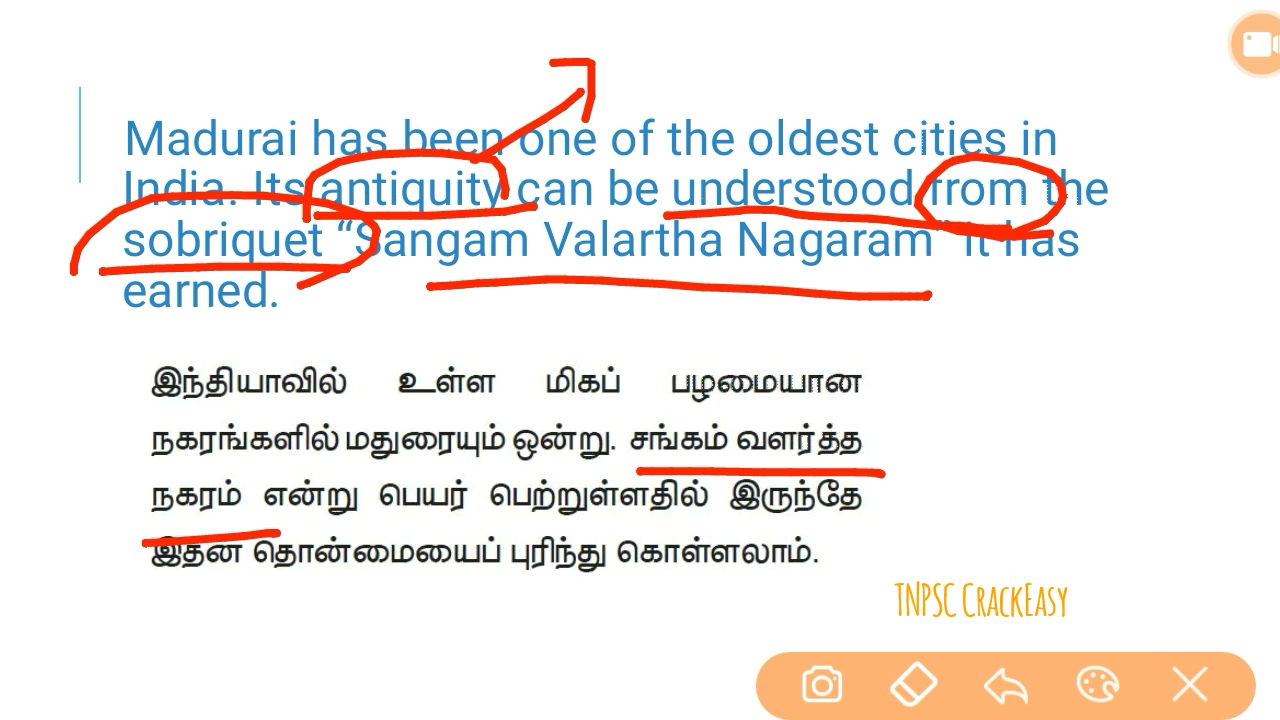 Madurai has been one of the oldest cities in
India. Its antiquity can be understood from the
sobriquet “Sangam Valartha Nagaram” it has
earned.
இந்தியாவில் உள்ள மிகப் பழமையான
நகரங்களில் மதுரையும் ஒன்று. சங்கம் வளர்த்த
நகரம் என்று பெயர் பெற்றுள்ளதில் இருந்தே
இதன் தொன்மையைப் புரிந்து கொள்ளலாம்.
TNPSC CrackEasy